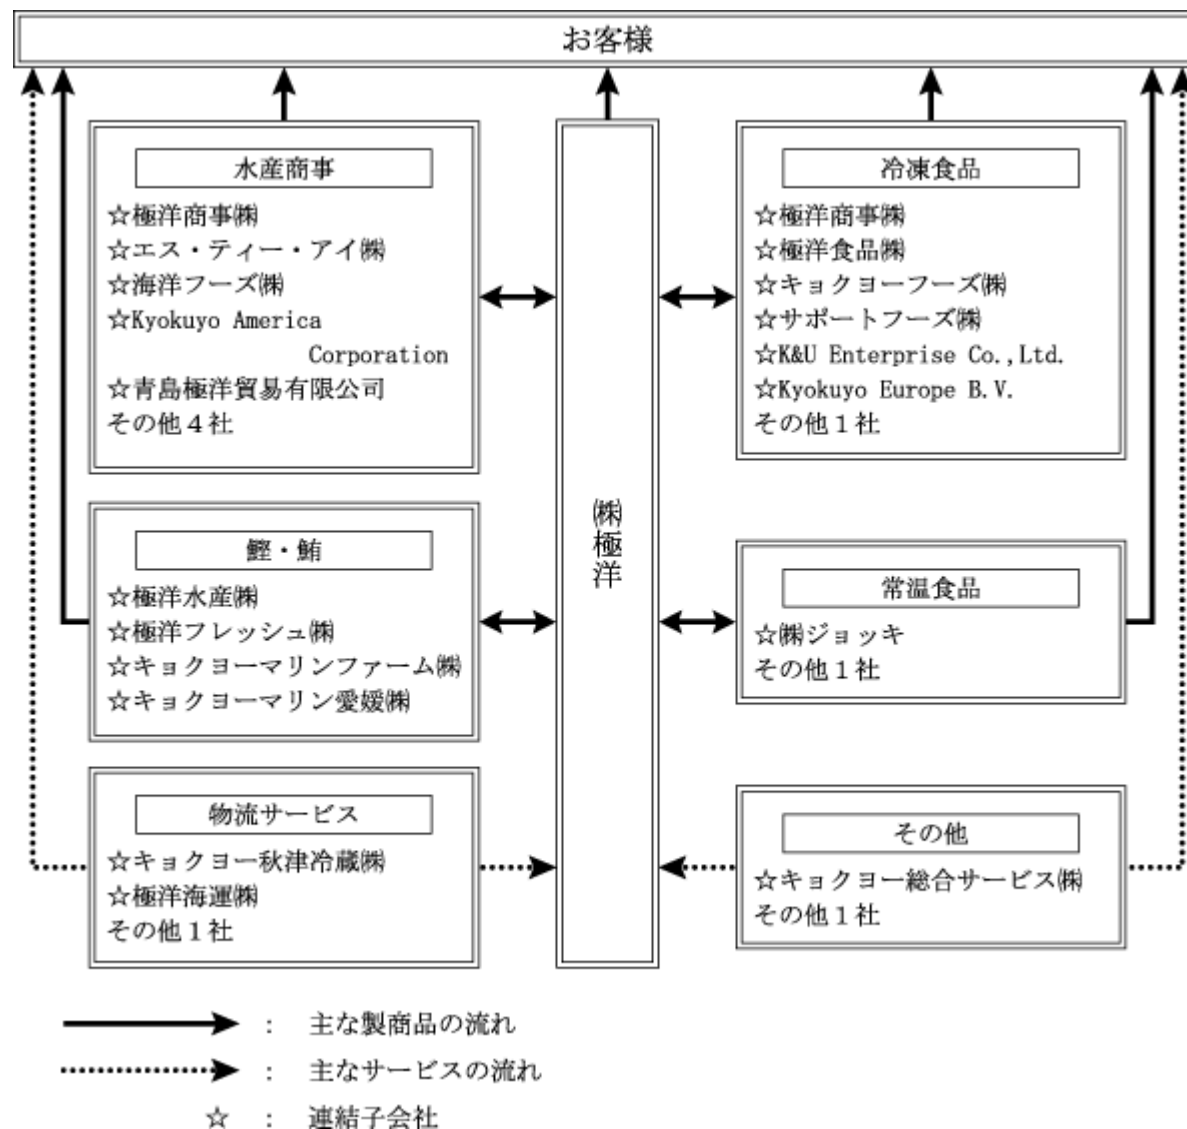 お客様
水産商事
☆極洋商事㈱
☆エス・ティー・アイ㈱
☆海洋フーズ㈱
☆Kyokuyo America
Corporation
☆青島極洋貿易有限公司
その他４社
鰹・鮪
☆極洋水産㈱
☆極洋フレッシュ㈱
☆キョクヨーマリンファーム㈱
☆キョクヨーマリン愛媛㈱
物流サービス
☆キョクヨー秋津冷蔵㈱
☆極洋海運㈱
その他１社
㈱極洋
冷凍食品
☆極洋商事㈱
☆極洋食品㈱
☆キョクヨーフーズ㈱
☆サポートフーズ㈱
☆K&U Enterprise Co.,Ltd.
☆Kyokuyo Europe B.V.
その他１社
常温食品
☆㈱ジョッキ
その他１社
その他
☆キョクヨー総合サービス㈱
その他１社
： 主な製商品の流れ
： 主なサービスの流れ
☆ ： 連結子会社